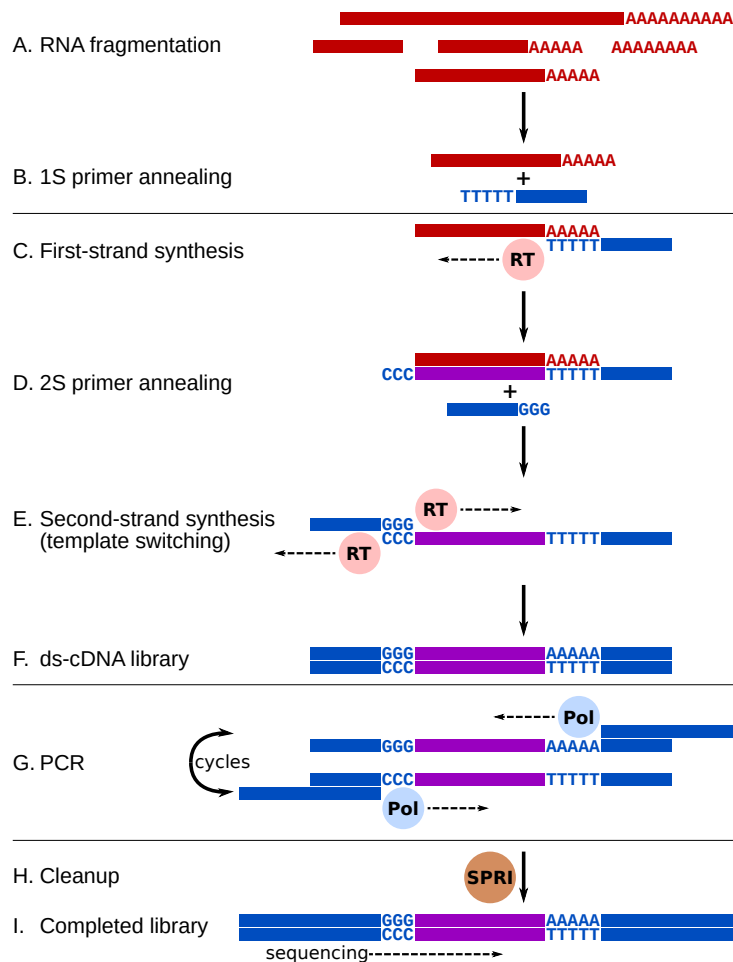 AAAAAAAAAA
A. RNA fragmentation
AAAAA AAAAAAAA
AAAAA
AAAAA
B. 1S primer annealing
+
TTTTT
AAAAA
C. First-strand synthesis
TTTTT
RT
AAAAA
D. 2S primer annealing
CCC TTTTT
+
GGG
RT
E. Second-strand synthesis
GGG
(template switching)
CCC TTTTT
RT
F. ds-cDNA library
GGG AAAAA
CCC TTTTT
Pol
GGG AAAAA
G. PCR
cycles
CCC TTTTT
Pol
H. Cleanup
SPRI
I. Completed library
GGG AAAAA
CCC TTTTT
sequencing